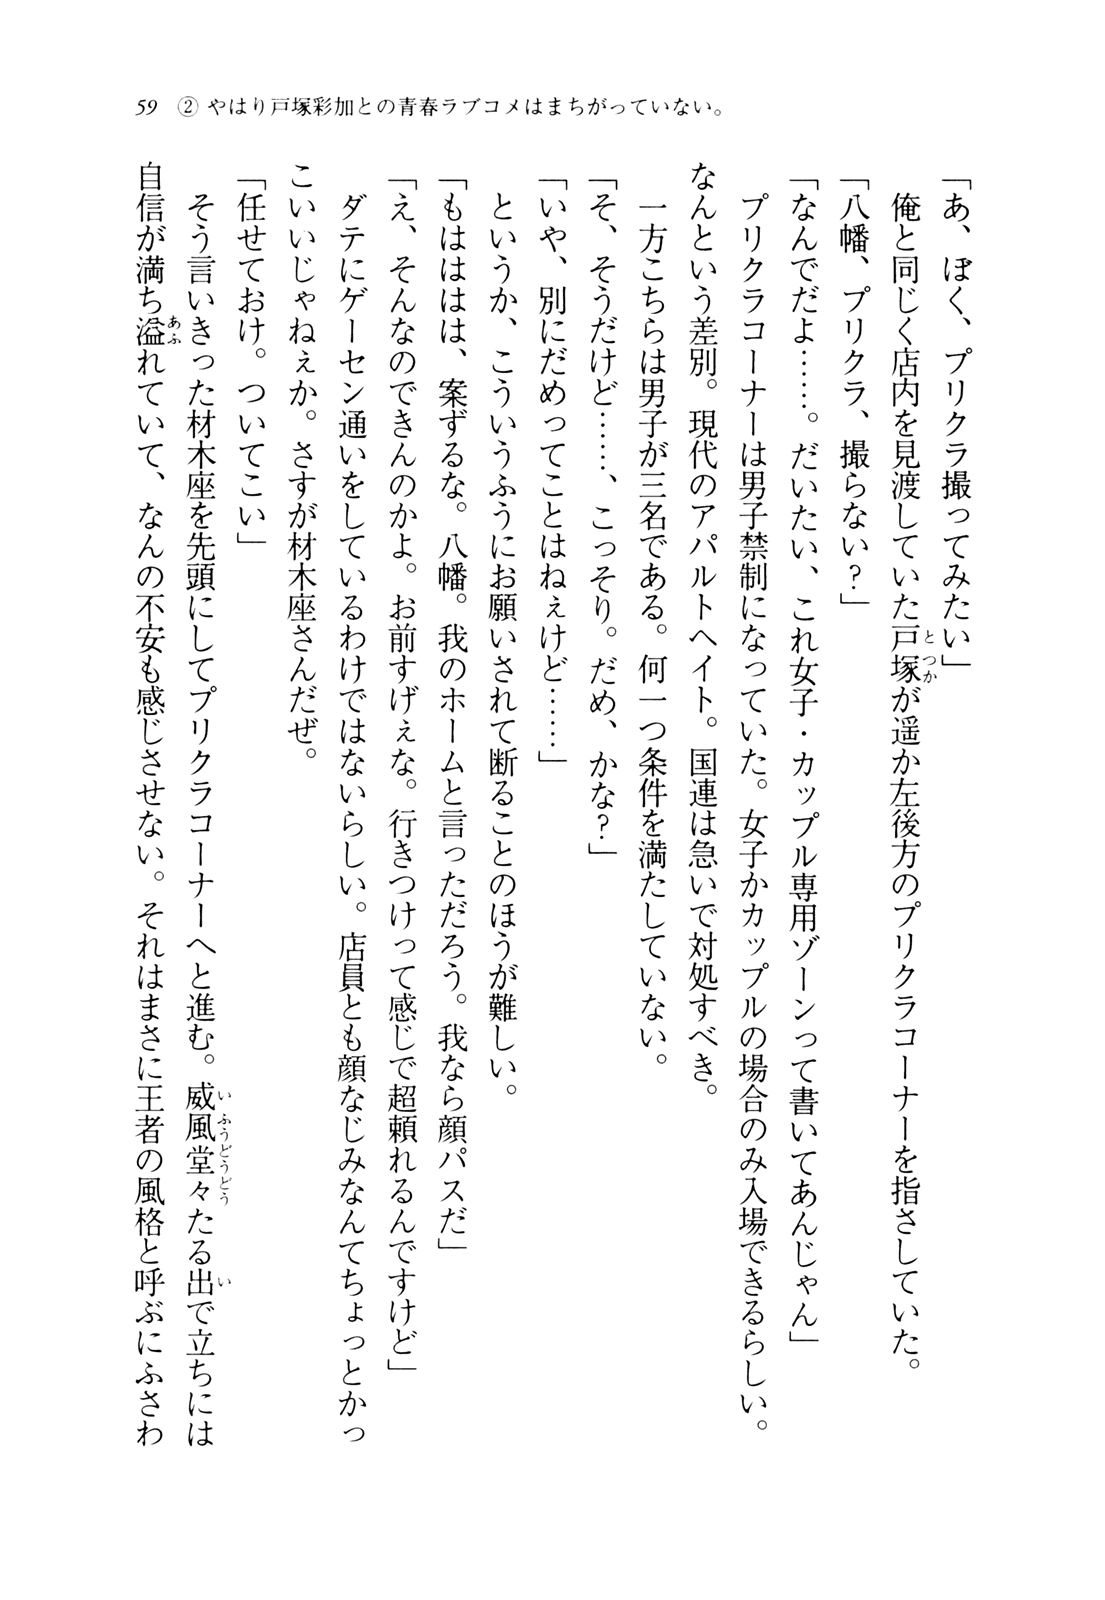 59 ② やはり戸塚彩加との青春ラブコメはまちがっていない。
「あ、ぼく、プリクラ撮ってみたい」
俺と同じく店内を見渡していた戸塚が遥か左後方のプリクラコーナーを指さしていた。
「八幡、プリクラ、撮らない？」
「なんでだよ……。だいたい、これ女子・カップル専用ゾーンって書いてあんじゃん」
プリクラコーナーは男子禁制になっていた。女子かカップルの場合のみ入場できるらしい。
なんという差別。現代のアパルトヘイト。国連は急いで対処すべき。
一方こちらは男子が三名である。何一つ条件を満たしていない。
「そ、そうだけど……、こっそり。だめ、かな？」
「いや、別にだめってことはねぇけど……」
というか、こういうふうにお願いされて断ることのほうが難しい。
「もはははは、案ずるな。八幡。我のホームと言っただろう。我なら顔パスだ」
「え、そんなのできんのかよ。お前すげぇな。行きつけって感じで超頼れるんですけど」
ダテにゲーセン通いをしているわけではないらしい。店員とも顔なじみなんてちょっとかっ
こいいじゃねぇか。さすが材木座さんだぜ。
「任せておけ。ついてこい」
そう言いきった材木座を先頭にしてプリクラコーナーへと進む。威風堂々たる出で立ちには
自信が満ち溢れていて、なんの不安も感じさせない。それはまさに王者の風格と呼ぶにふさわ